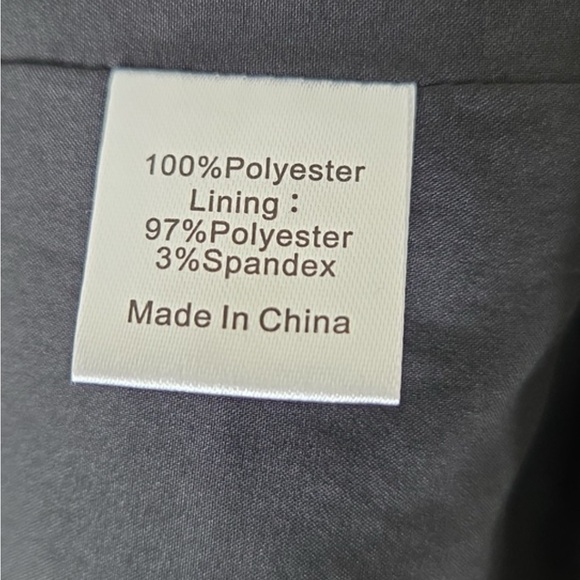 100%Polyester
Lining：
97%Polyester
3%Spandex
Made In China